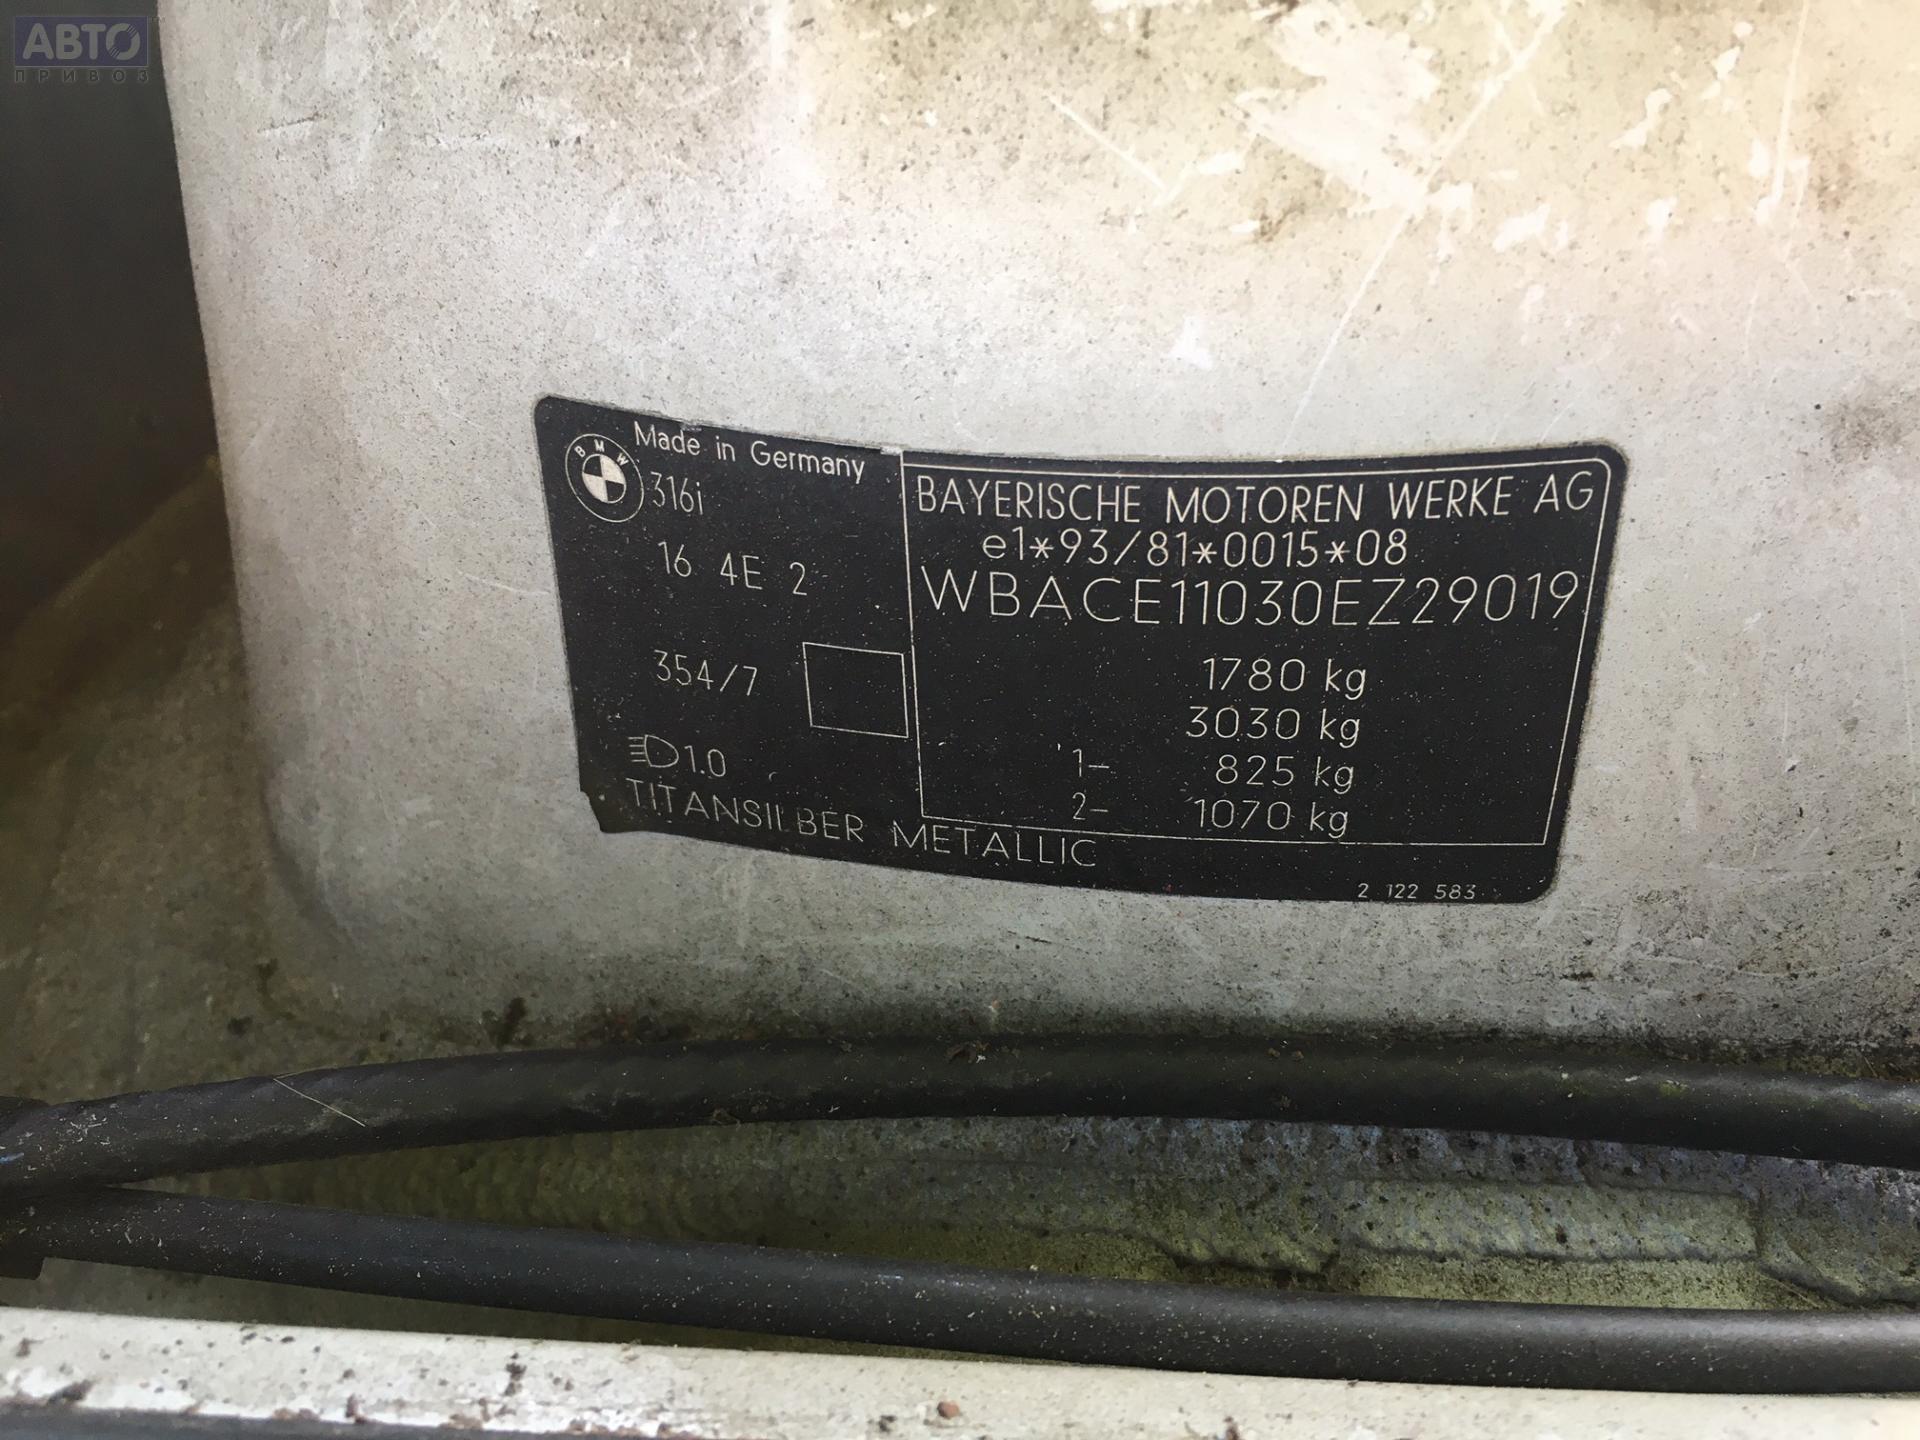 АВТО
ПРИВОЗ
BMW
Made in Germany
316i
16 4E 2
354/7
1.0
TITANSILBER METALLIC
BAYERISCHE MOTOREN WERKE AG
e1*93/81*0015*08
WBACE11030EZ29019
1780 kg
3030 kg
1- 825 kg
2- 1070 kg
2 122 583